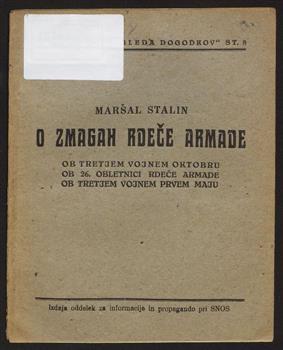 BLEDA DOGODKOV" ST. 8
MARŠAL STALIN
O ZMAGAH RDEČE ARMADE
OB TRETJEM VOJNEM OKTOBRU
OB 26. OBLETNICI RDEČE ARMADE
OB TRETJEM VOJNEM PRVEM MAJU
Izdaja oddelek za informacije in propagando pri SNOS